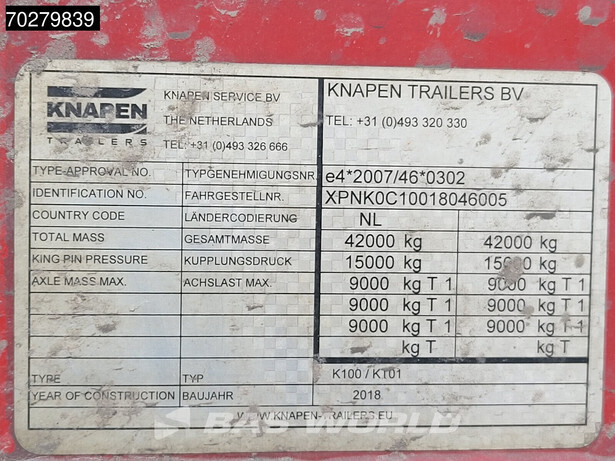 70279839
KNAPEN
TRAILERS
KNAPEN SERVICE BV
THE NETHERLANDS
TEL: +31 (0)493 326 666
KNAPEN TRAILERS BV
TEL: +31 (0)493 320 330
TYPE-APPROVAL NO. TYPGENEHMIGUNGSNR. e4*2007/46*0302
IDENTIFICATION NO. FAHRGESTELLNR. XPNK0C10018046005
COUNTRY CODE LÄNDERCODIERUNG NL
TOTAL MASS GESAMTMASSE 42000 kg 42000 kg
KING PIN PRESSURE KUPPLUNGSDRUCK 15000 kg 15000 kg
AXLE MASS MAX. ACHSLAST MAX. 9000 kg T 1 9000 kg T 1
9000 kg T 1 9000 kg T 1
9000 kg T 1 9000 kg T 1
kg T kg T
TYPE TYP K100 / K101
YEAR OF CONSTRUCTION BAUJAHR 2018
WWW.KNAPEN-TRAILERS.EU
BAS WORLD